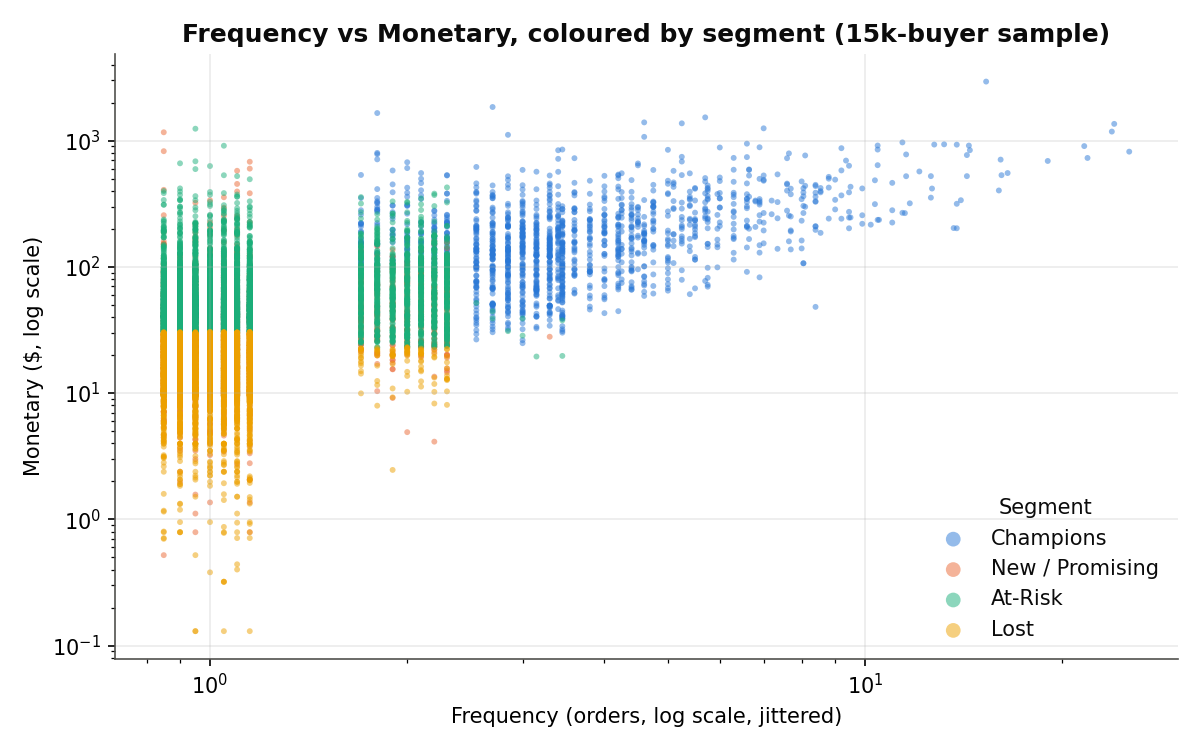 Frequency vs Monetary, coloured by segment (15k-buyer sample)
Monetary ($, log scale)
10³
10²
10¹
10⁰
10⁻¹
10⁰
10¹
Frequency (orders, log scale, jittered)
Segment
Champions
New / Promising
At-Risk
Lost